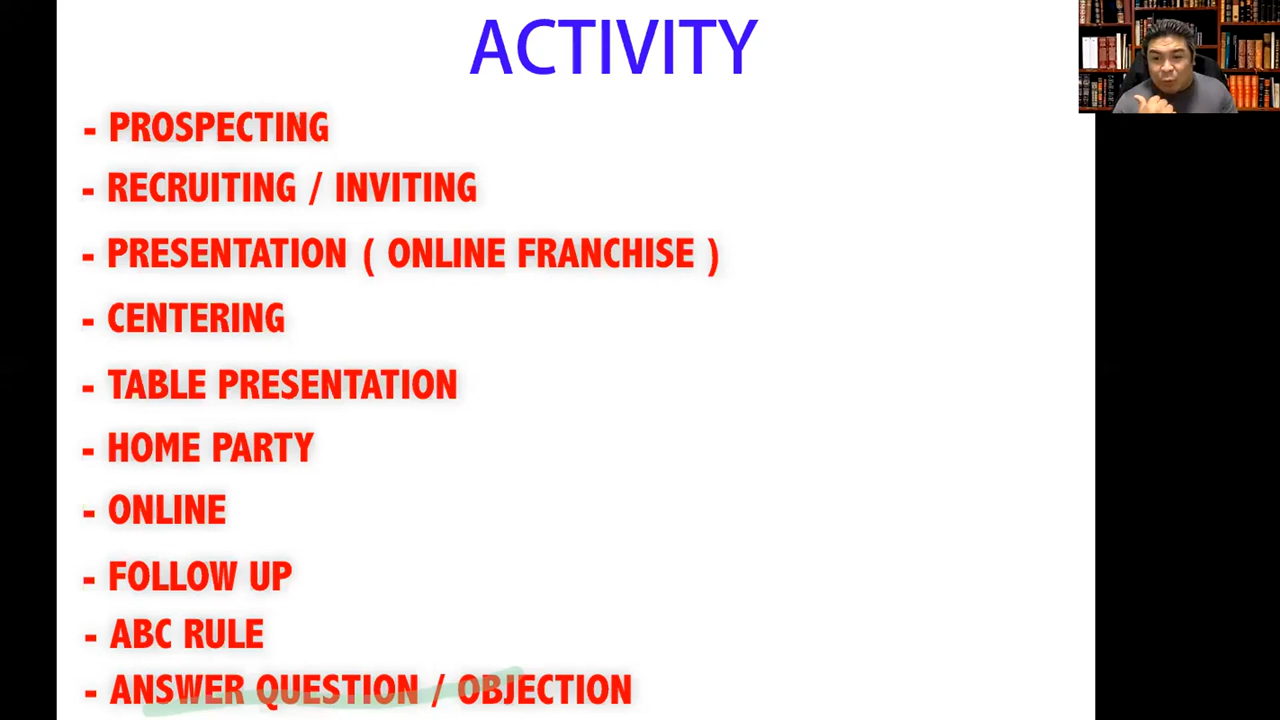 ACTIVITY
- PROSPECTING
- RECRUITING / INVITING
- PRESENTATION ( ONLINE FRANCHISE )
- CENTERING
- TABLE PRESENTATION
- HOME PARTY
- ONLINE
- FOLLOW UP
- ABC RULE
- ANSWER QUESTION / OBJECTION